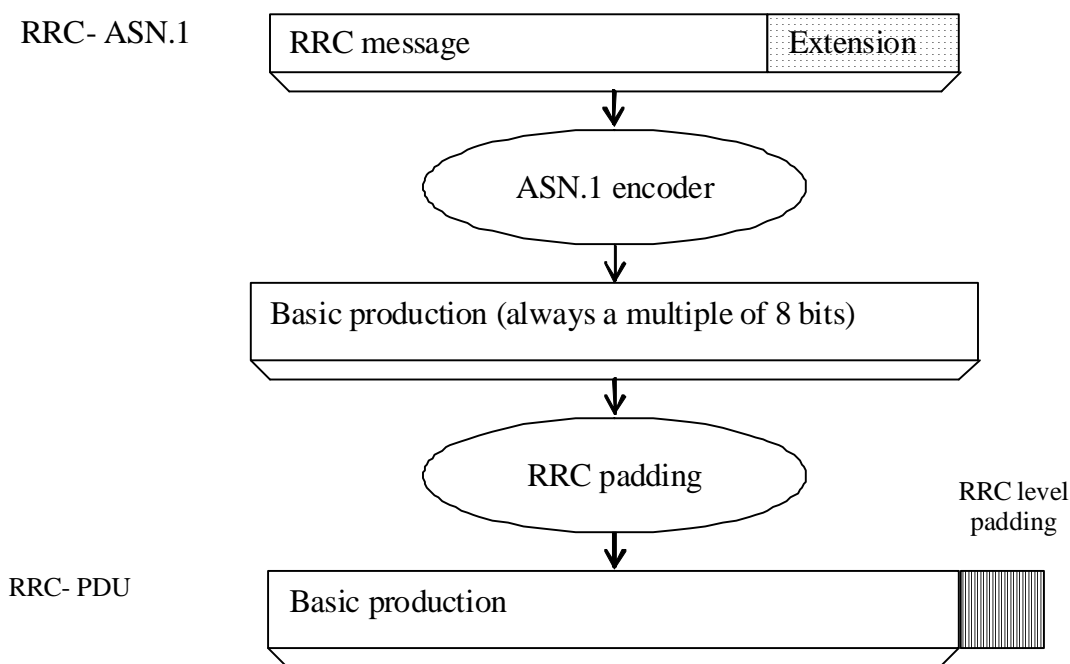 RRC- ASN.1
RRC message
Extension
ASN.1 encoder
Basic production (always a multiple of 8 bits)
RRC padding
RRC level
padding
RRC- PDU
Basic production